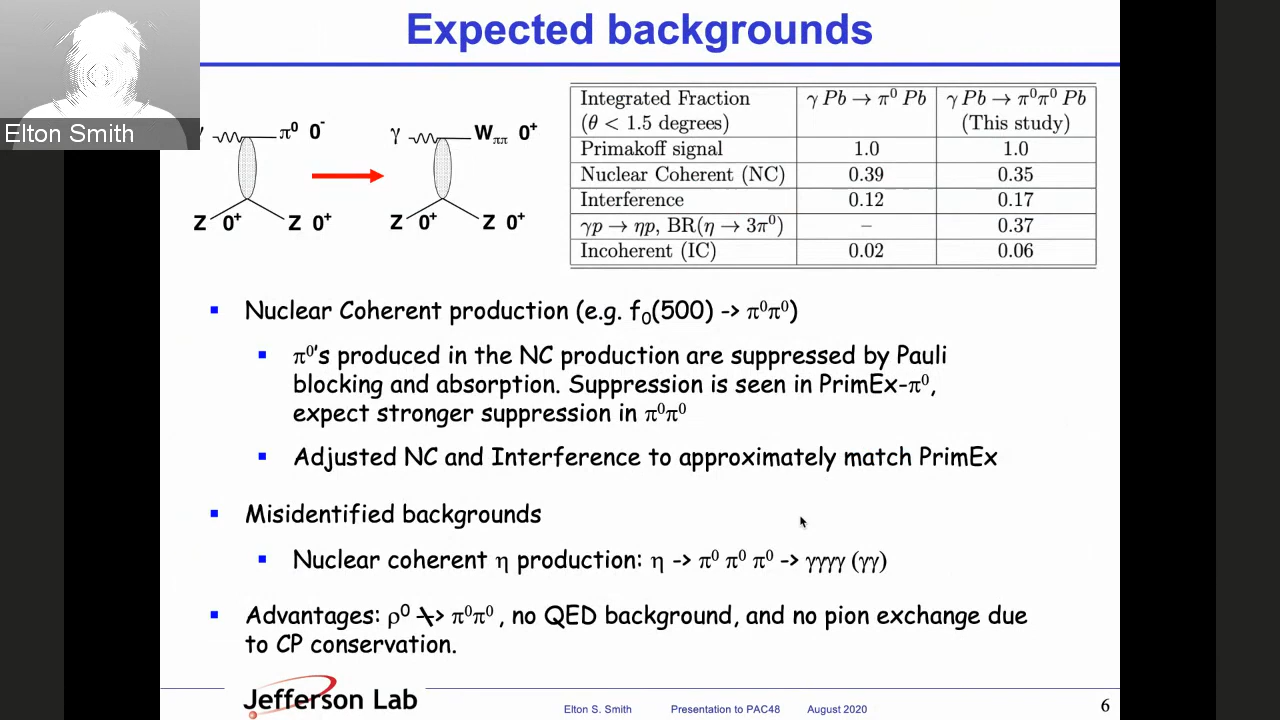 Expected backgrounds
Elton Smith
γ π⁰ 0⁻
Z 0⁺ Z 0⁺
γ Wππ 0⁺
Z 0⁺ Z 0⁺
Integrated Fraction γ Pb → π⁰ Pb γ Pb → π⁰π⁰ Pb
(θ < 1.5 degrees) (This study)
Primakoff signal 1.0 1.0
Nuclear Coherent (NC) 0.39 0.35
Interference 0.12 0.17
γp → ηp, BR(η → 3π⁰) – 0.37
Incoherent (IC) 0.02 0.06
▪ Nuclear Coherent production (e.g. f₀(500) -> π⁰π⁰)
▪ π⁰'s produced in the NC production are suppressed by Pauli
blocking and absorption. Suppression is seen in PrimEx-π⁰,
expect stronger suppression in π⁰π⁰
▪ Adjusted NC and Interference to approximately match PrimEx
▪ Misidentified backgrounds
▪ Nuclear coherent η production: η -> π⁰ π⁰ π⁰ -> γγγγ (γγ)
▪ Advantages: ρ⁰ -\-> π⁰π⁰ , no QED background, and no pion exchange due
to CP conservation.
Jefferson Lab
Elton S. Smith Presentation to PAC48 August 2020
6